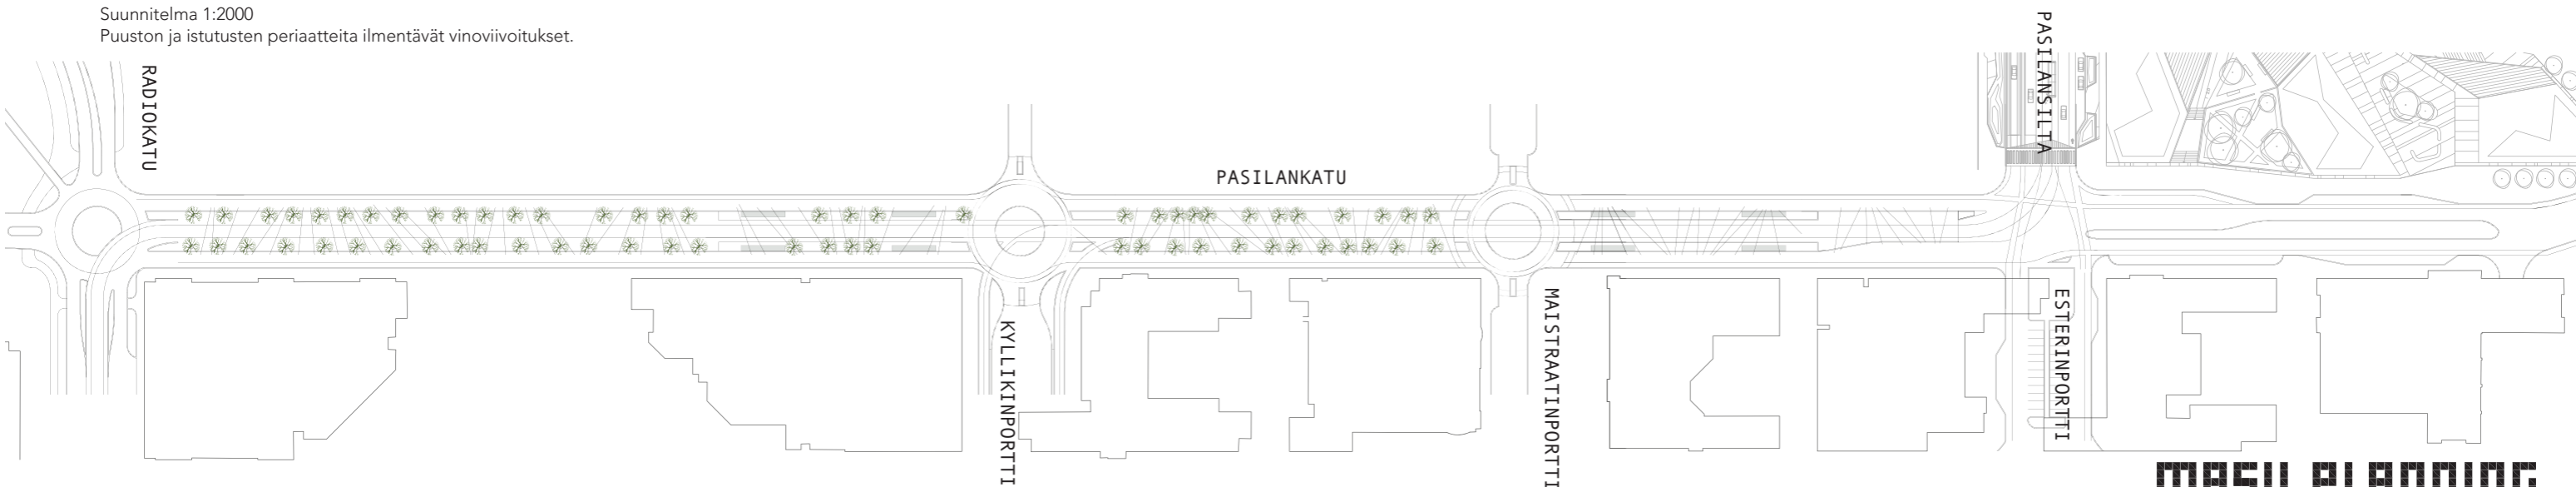 Suunnitelma 1:2000
Puuston ja istutusten periaatteita ilmentävät vinoviivoitukset.
RADIOKATU
PASILANKATU
PASILANSILTA
KYLLIKINPORTTI
MAISTRAATINPORTTI
ESTERINPORTTI